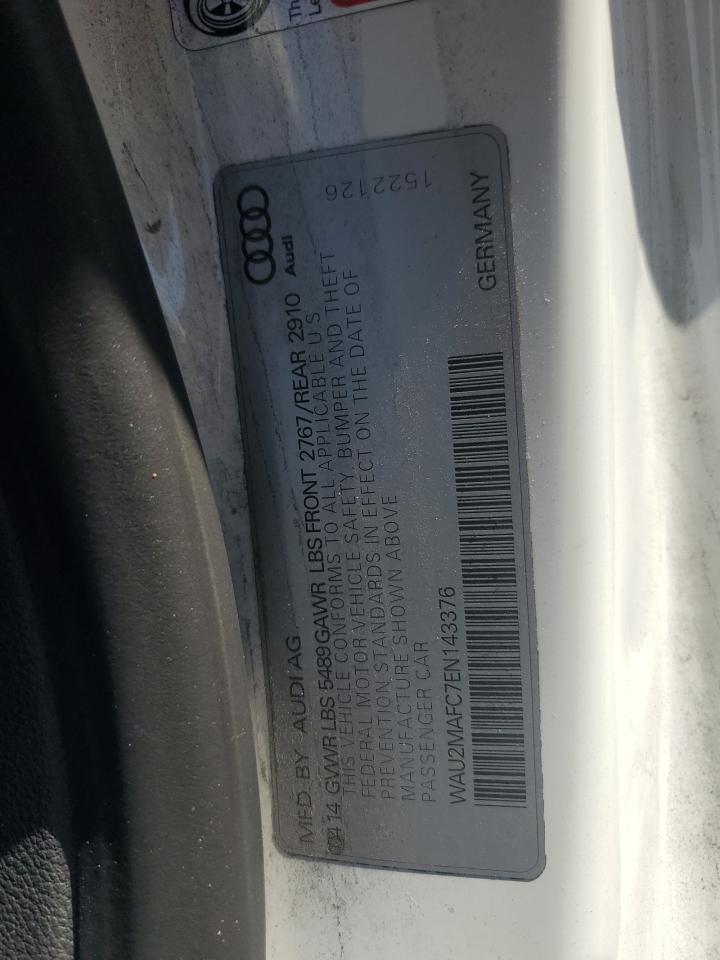 Th
Le
Audi
MFD BY AUDI AG
14 GVWR LBS 5489 GAWR LBS FRONT 2767/REAR 2910
THIS VEHICLE CONFORMS TO ALL APPLICABLE U S
FEDERAL MOTOR VEHICLE SAFETY, BUMPER AND THEFT
PREVENTION STANDARDS IN EFFECT ON THE DATE OF
MANUFACTURE SHOWN ABOVE
PASSENGER CAR
1522126
WAU2MAFC7EN143376
GERMANY